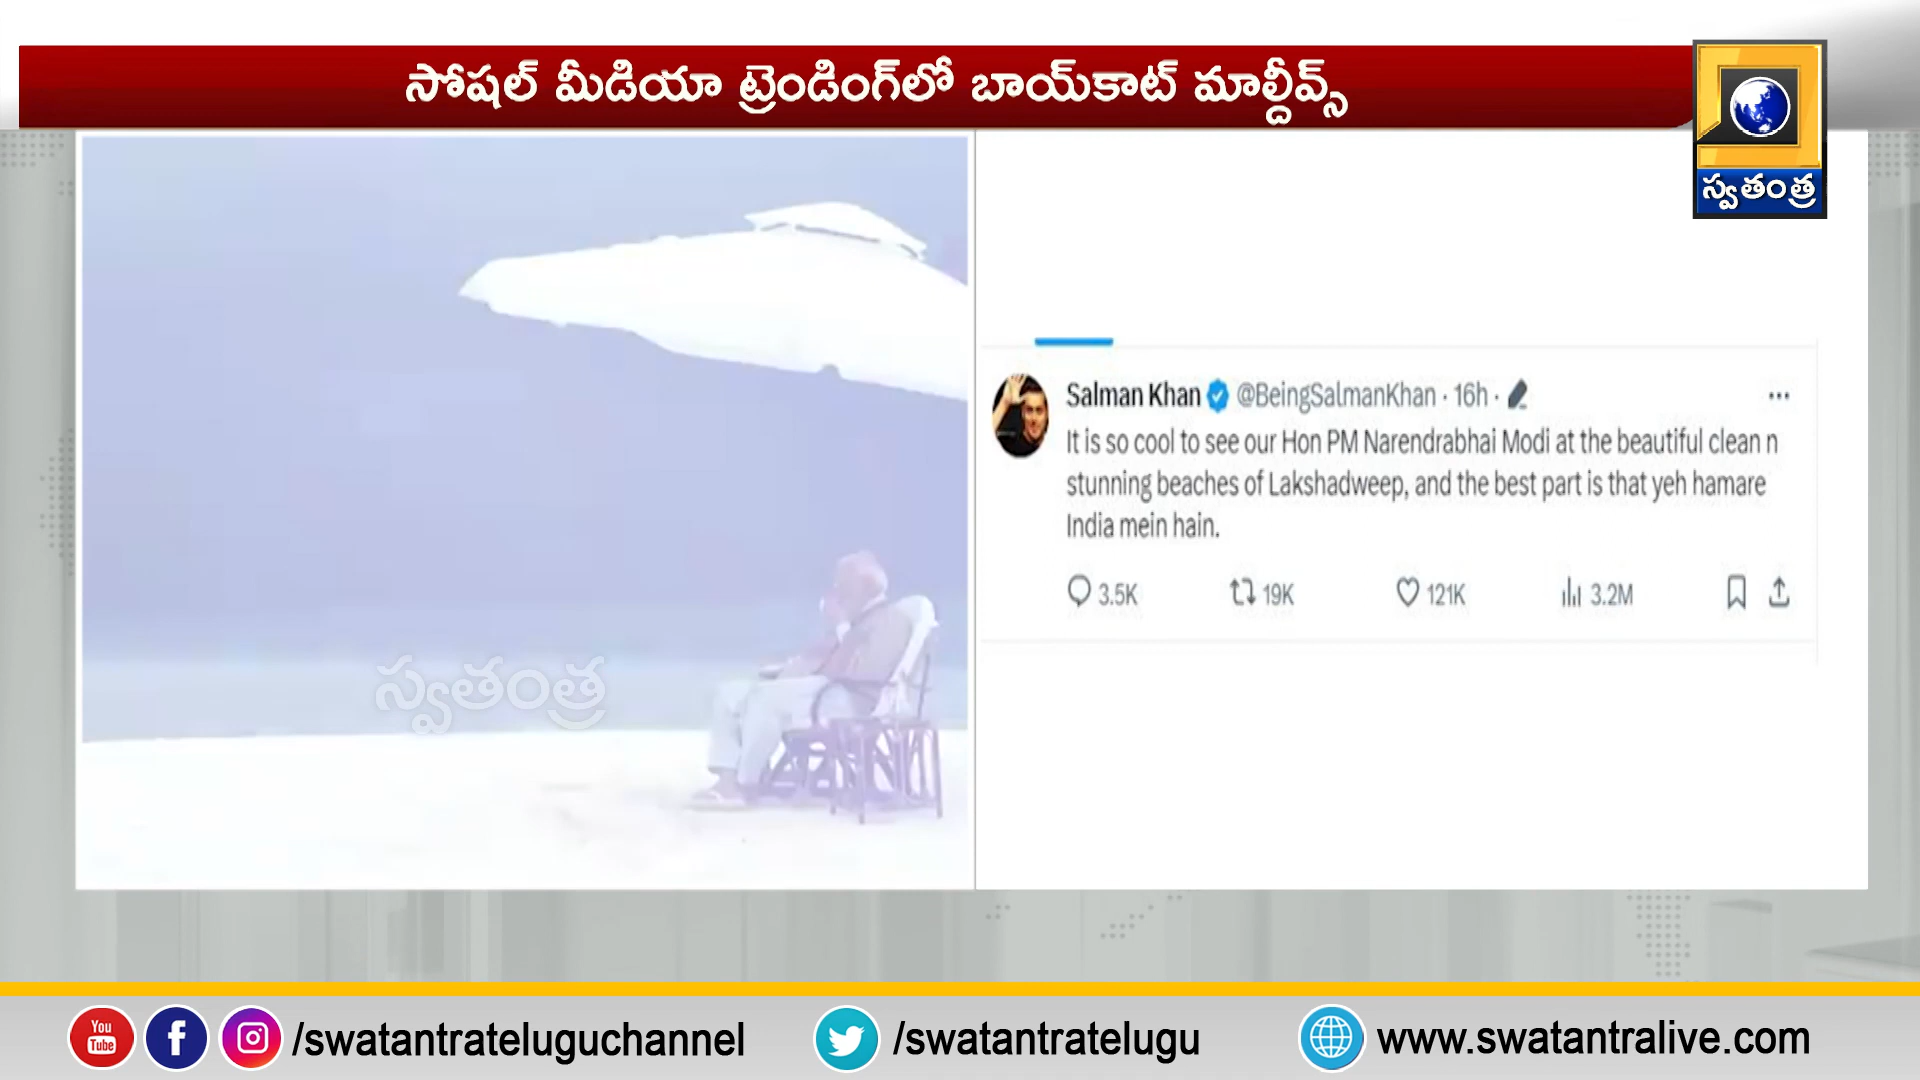 సోషల్ మీడియా ట్రెండింగ్‌లో బాయ్‌కాట్ మాల్దీవ్స్
స్వతంత్ర
Salman Khan @BeingSalmanKhan · 16h ·
It is so cool to see our Hon PM Narendrabhai Modi at the beautiful clean n
stunning beaches of Lakshadweep, and the best part is that yeh hamare
India mein hain.
3.5K 19K 121K 3.2M
స్వతంత్ర
You
Tube
/swatantrateluguchannel /swatantratelugu www.swatantralive.com